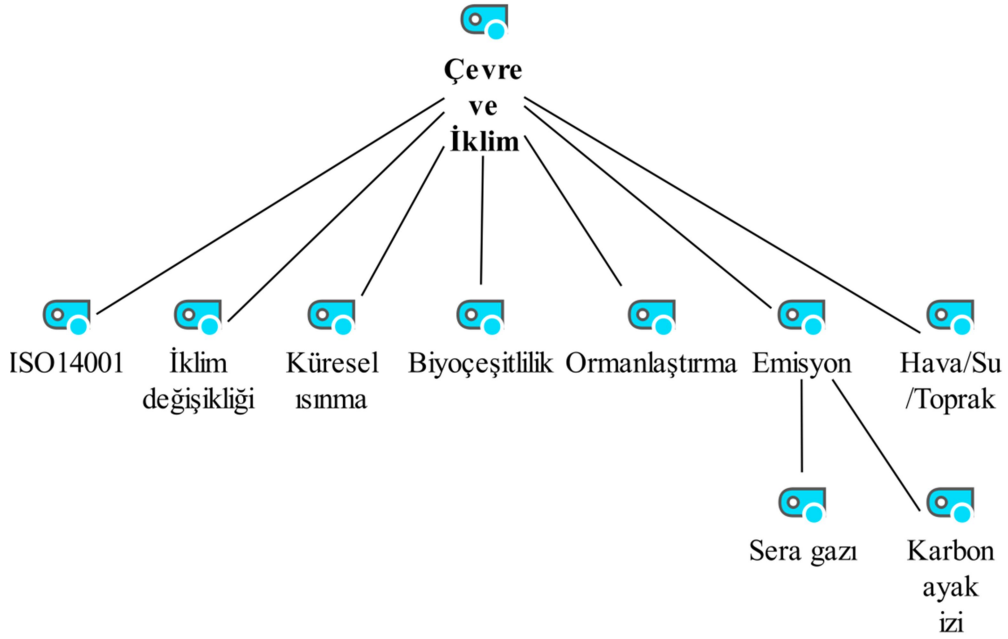 Çevre
ve
İklim
ISO14001
İklim
değişikliği
Küresel
ısınma
Biyoçeşitlilik
Ormanlaştırma
Emisyon
Hava/Su
/Toprak
Sera gazı
Karbon
ayak
izi